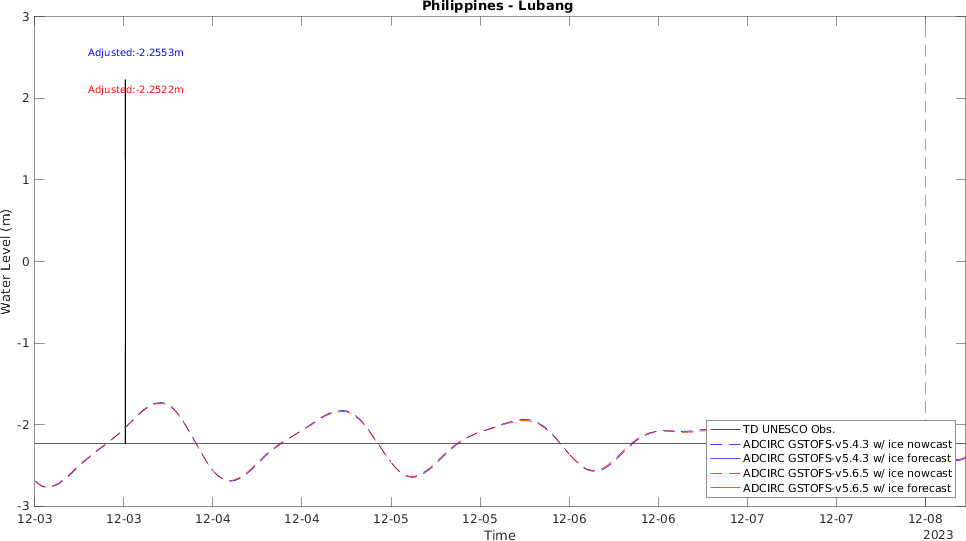 Philippines - Lubang
3
Adjusted:-2.2553m
Adjusted:-2.2522m
2
1
0
-1
-2
-3
Water Level (m)
TD UNESCO Obs.
ADCIRC GSTOFS-v5.4.3 w/ ice nowcast
ADCIRC GSTOFS-v5.4.3 w/ ice forecast
ADCIRC GSTOFS-v5.6.5 w/ ice nowcast
ADCIRC GSTOFS-v5.6.5 w/ ice forecast
12-03 12-03 12-04 12-04 12-05 12-05 12-06 12-06 12-07 12-07 12-08
Time
2023